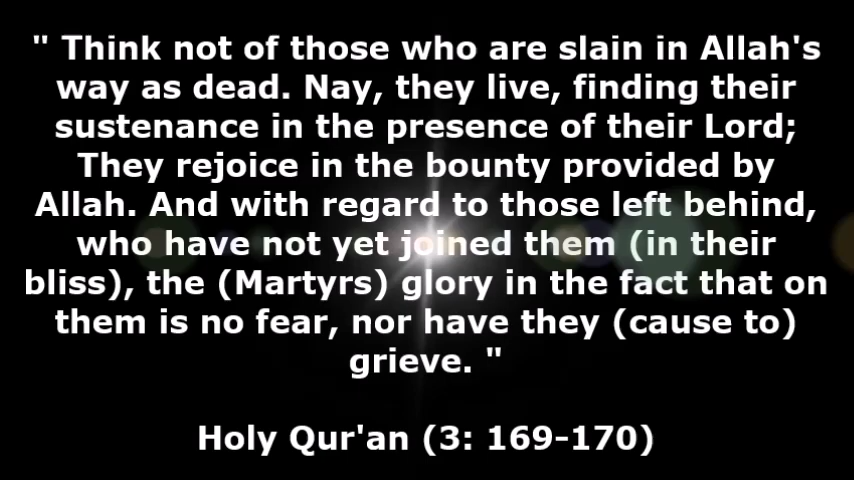 " Think not of those who are slain in Allah's
way as dead. Nay, they live, finding their
sustenance in the presence of their Lord;
They rejoice in the bounty provided by
Allah. And with regard to those left behind,
who have not yet joined them (in their
bliss), the (Martyrs) glory in the fact that on
them is no fear, nor have they (cause to)
grieve. "
Holy Qur'an (3: 169-170)